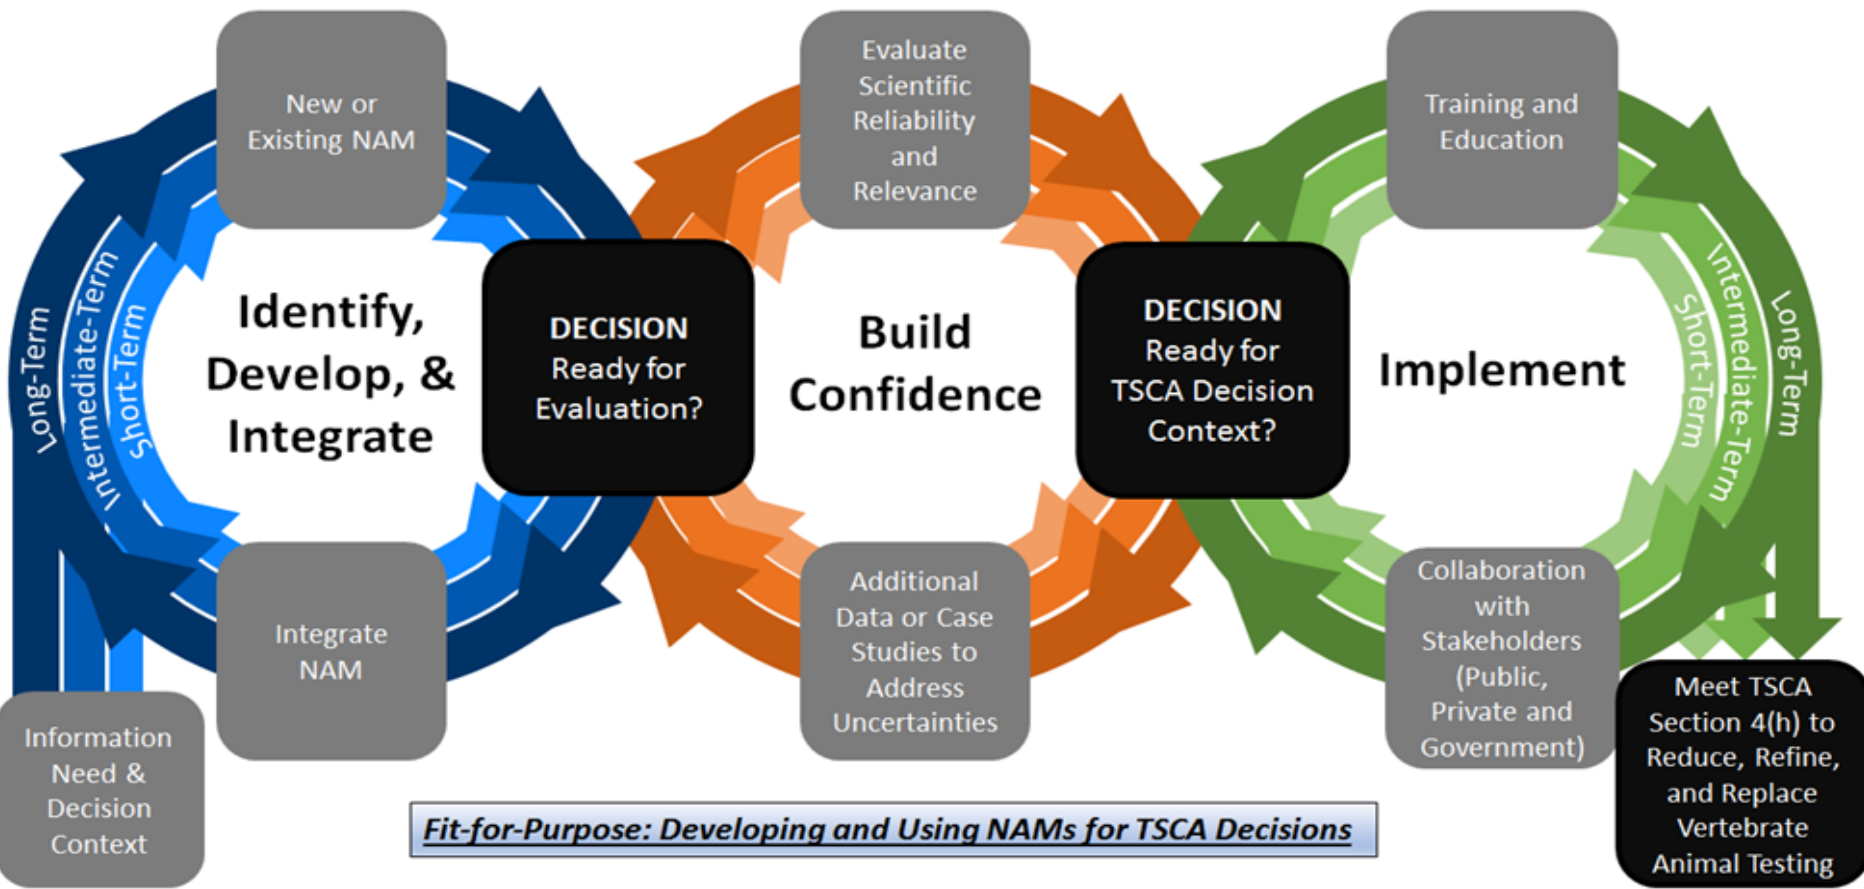 New or
Existing NAM
Long-Term
Intermediate-Term
Short-Term
Identify,
Develop, &
Integrate
Integrate
NAM
Information
Need &
Decision
Context
DECISION
Ready for
Evaluation?
Evaluate
Scientific
Reliability
and
Relevance
Build
Confidence
Additional
Data or Case
Studies to
Address
Uncertainties
DECISION
Ready for
TSCA Decision
Context?
Training and
Education
Implement
Short-Term
Intermediate-Term
Long-Term
Collaboration
with
Stakeholders
(Public,
Private and
Government)
Meet TSCA
Section 4(h) to
Reduce, Refine,
and Replace
Vertebrate
Animal Testing
Fit-for-Purpose: Developing and Using NAMs for TSCA Decisions